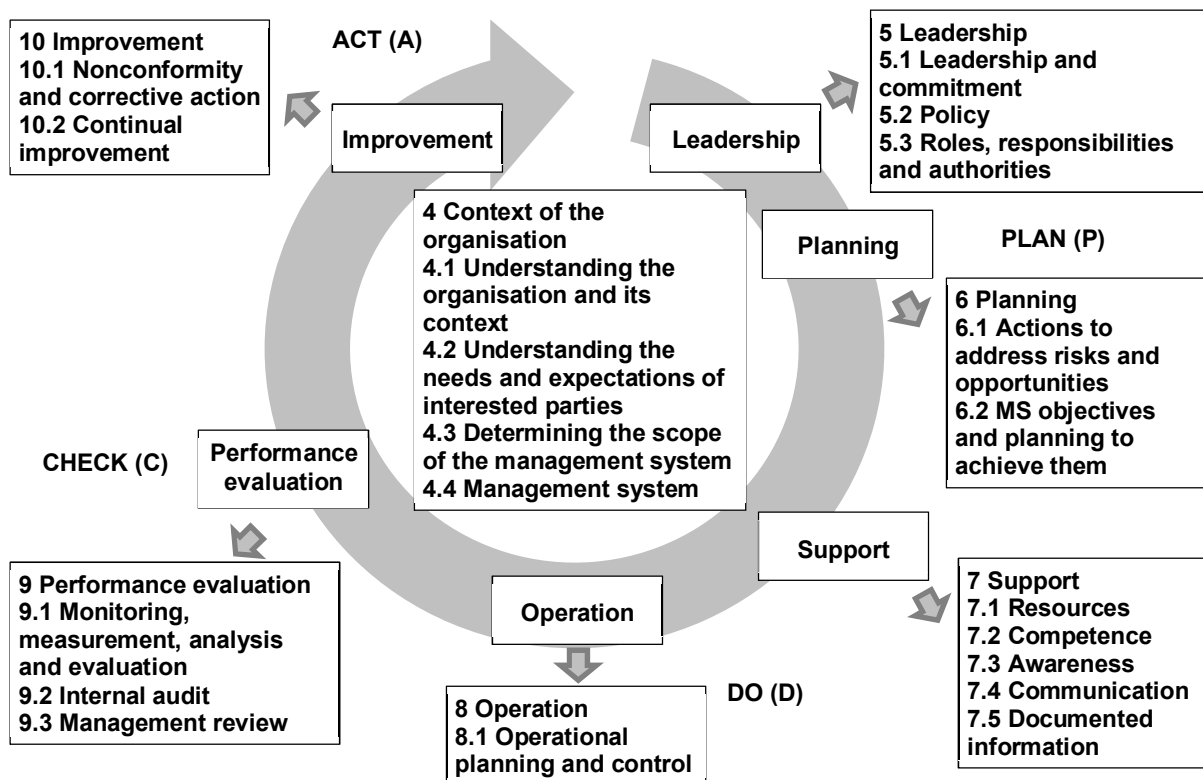 ACT (A)
10 Improvement
10.1 Nonconformity
and corrective action
10.2 Continual
improvement
Improvement
Leadership
5 Leadership
5.1 Leadership and
commitment
5.2 Policy
5.3 Roles, responsibilities
and authorities
4 Context of the
organisation
4.1 Understanding the
organisation and its
context
4.2 Understanding the
needs and expectations of
interested parties
4.3 Determining the scope
of the management system
4.4 Management system
Planning
PLAN (P)
6 Planning
6.1 Actions to
address risks and
opportunities
6.2 MS objectives
and planning to
achieve them
CHECK (C)
Performance
evaluation
Support
9 Performance evaluation
9.1 Monitoring,
measurement, analysis
and evaluation
9.2 Internal audit
9.3 Management review
Operation
7 Support
7.1 Resources
7.2 Competence
7.3 Awareness
7.4 Communication
7.5 Documented
information
DO (D)
8 Operation
8.1 Operational
planning and control